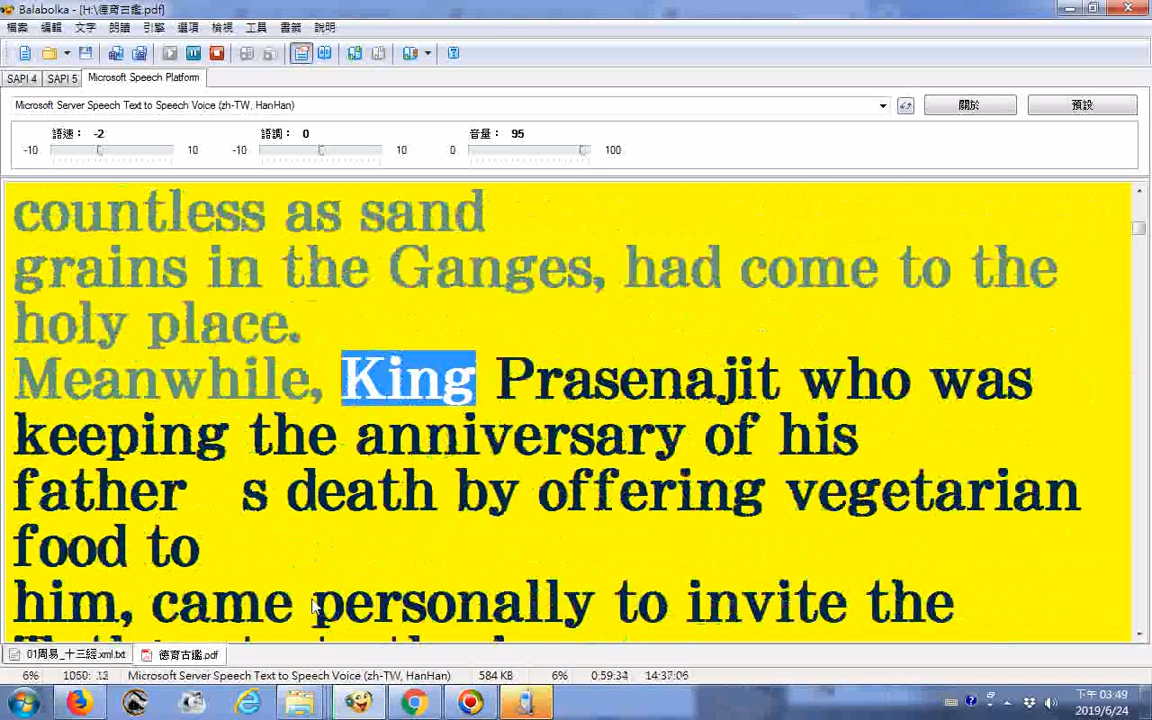 Balabolka - [H:\德育古鑑.pdf]
檔案 編輯 文字 朗讀 引擎 選項 檢視 工具 書籤 說明
SAPI 4 SAPI 5 Microsoft Speech Platform
Microsoft Server Speech Text to Speech Voice (zh-TW, HanHan) 關於 預設
語速： -2 語調： 0 音量： 95
-10 10 -10 10 0 100
countless as sand
grains in the Ganges, had come to the
holy place.
Meanwhile, King Prasenajit who was
keeping the anniversary of his
father s death by offering vegetarian
food to
him, came personally to invite the
01周易_十三經.xml.txt 德育古鑑.pdf
6% 1050: 12 Microsoft Server Speech Text to Speech Voice (zh-TW, HanHan) 584 KB 6% 0:59:34 14:37:06
下午 03:49
2019/6/24